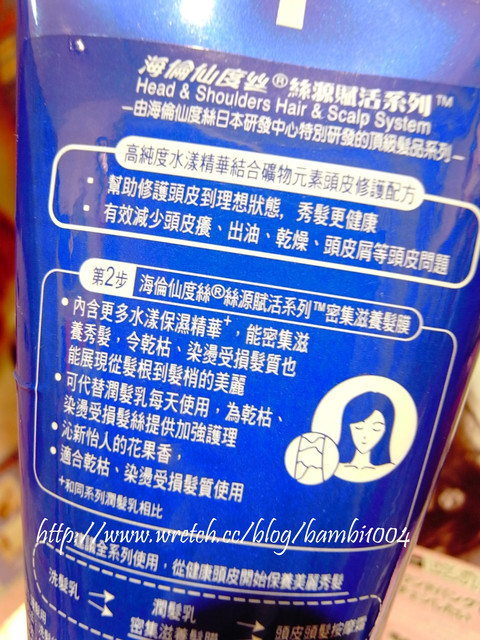 海倫仙度絲®絲源賦活系列™
Head & Shoulders Hair & Scalp System
—由海倫仙度絲日本研發中心特別研發的頂級髮品系列—
高純度水漾精華結合礦物元素頭皮修護配方
• 幫助修護頭皮到理想狀態，秀髮更健康
• 有效減少頭皮癢、出油、乾燥、頭皮屑等頭皮問題
第2步 海倫仙度絲®絲源賦活系列™密集滋養髮膜
• 內含更多水漾保濕精華+，能密集滋
養秀髮，令乾枯、染燙受損髮質也
能展現從髮根到髮梢的美麗
• 可代替潤髮乳每天使用，為乾枯、
染燙受損髮絲提供加強護理
• 沁新怡人的花果香，
• 適合乾枯、染燙受損髮質使用
+和同系列潤髮乳相比
http://www.wretch.cc/blog/bambi1004
建議全系列使用，從健康頭皮開始保養美麗秀髮
洗髮乳
潤髮乳
密集滋養髮膜
頭皮頭髮按摩霜